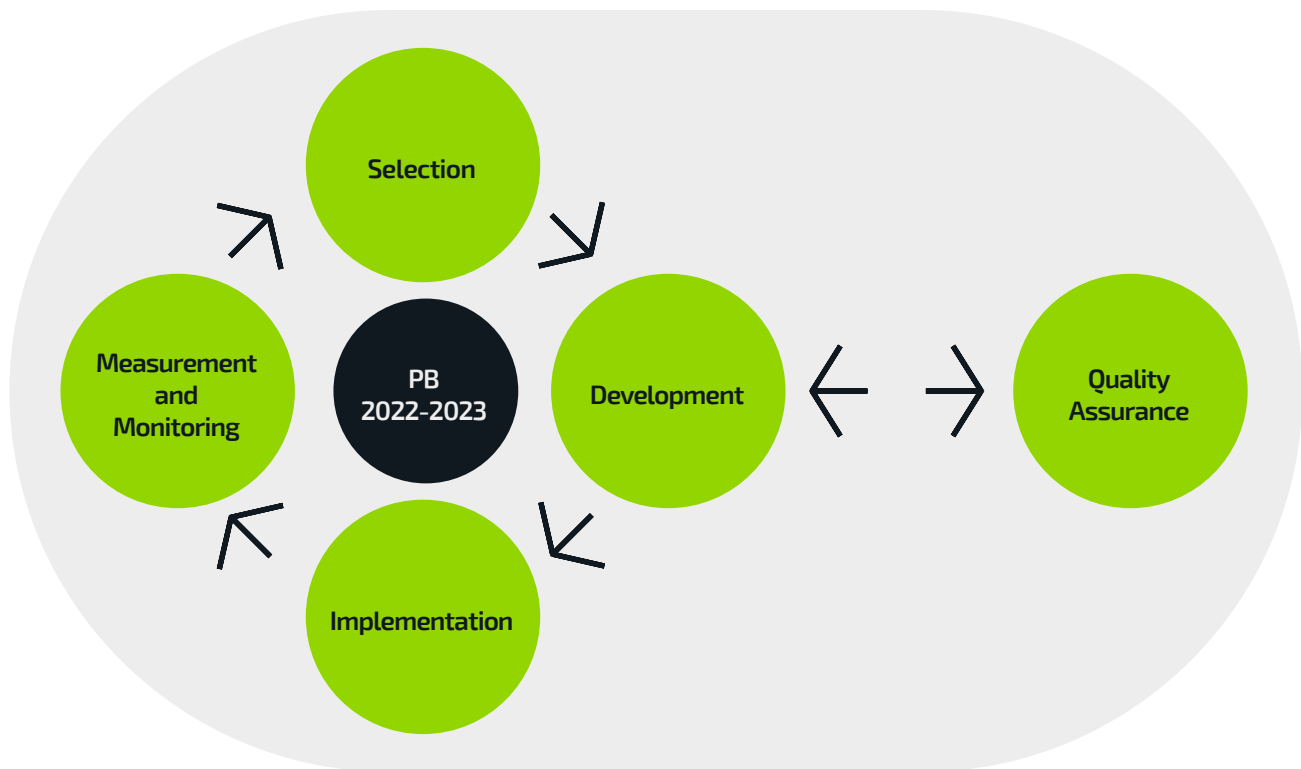 Selection
Measurement
and
Monitoring
PB
2022-2023
Development
Quality
Assurance
Implementation